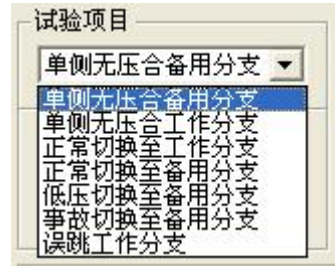 试验项目
单侧无压合备用分支
单侧无压合备用分支
单侧无压合工作分支
正常切换至工作分支
正常切换至备用分支
低压切换至备用分支
事故切换至备用分支
误跳工作分支